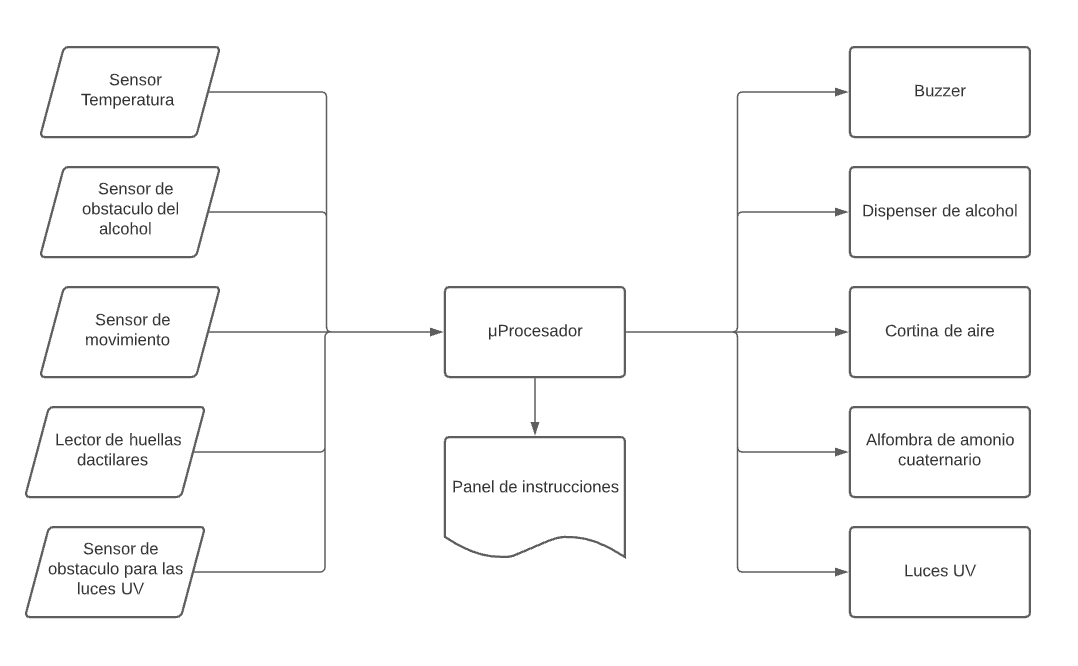 Sensor
Temperatura
Sensor de
obstaculo del
alcohol
Sensor de
movimiento
Lector de huellas
dactilares
Sensor de
obstaculo para las
luces UV
μProcesador
Panel de instrucciones
Buzzer
Dispenser de alcohol
Cortina de aire
Alfombra de amonio
cuaternario
Luces UV